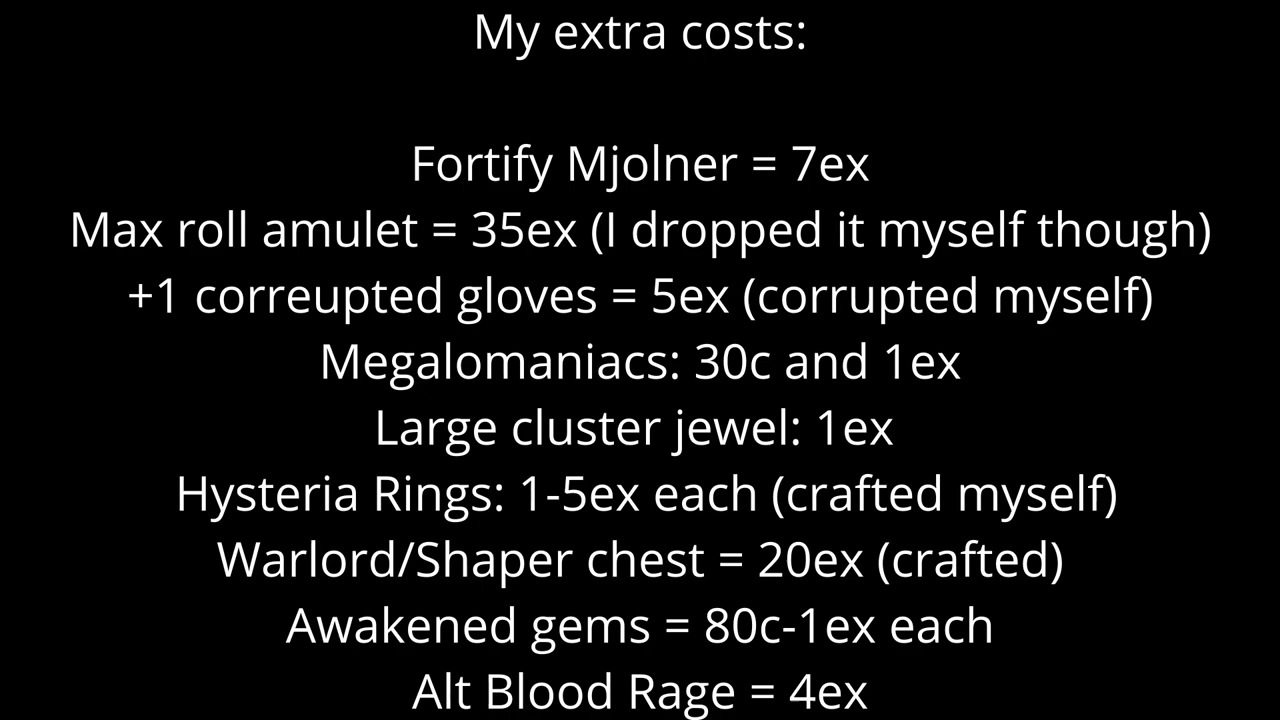 My extra costs:
Fortify Mjolner = 7ex
Max roll amulet = 35ex (I dropped it myself though)
+1 correupted gloves = 5ex (corrupted myself)
Megalomaniacs: 30c and 1ex
Large cluster jewel: 1ex
Hysteria Rings: 1-5ex each (crafted myself)
Warlord/Shaper chest = 20ex (crafted)
Awakened gems = 80c-1ex each
Alt Blood Rage = 4ex